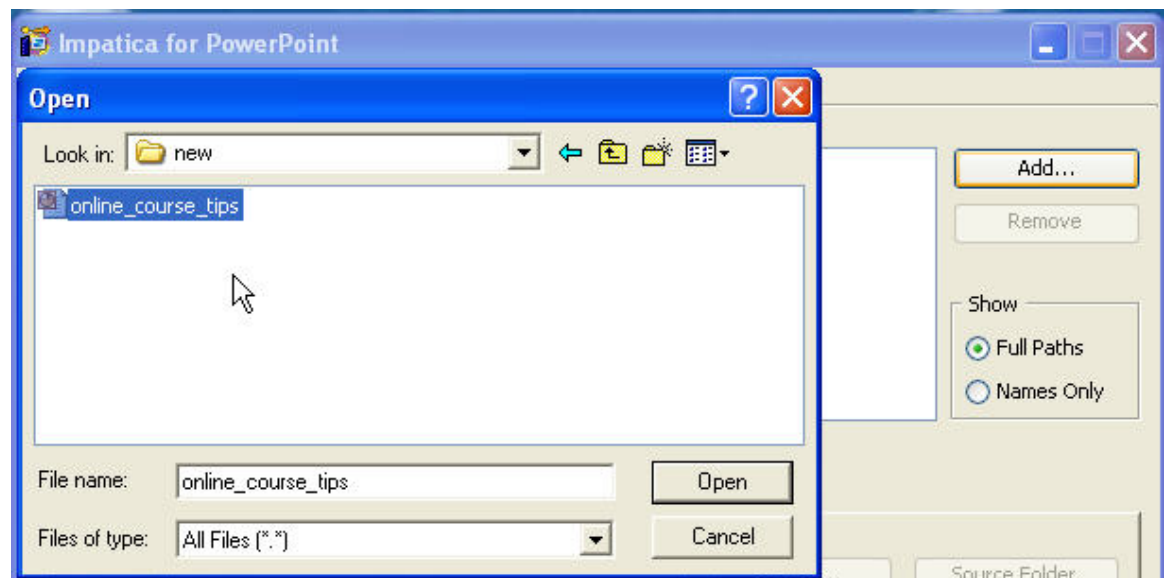 Impatica for PowerPoint
Open
Look in: new
online_course_tips
Add...
Remove
Show
Full Paths
Names Only
File name: online_course_tips
Open
Files of type: All Files (*.*)
Cancel
Source Folder...